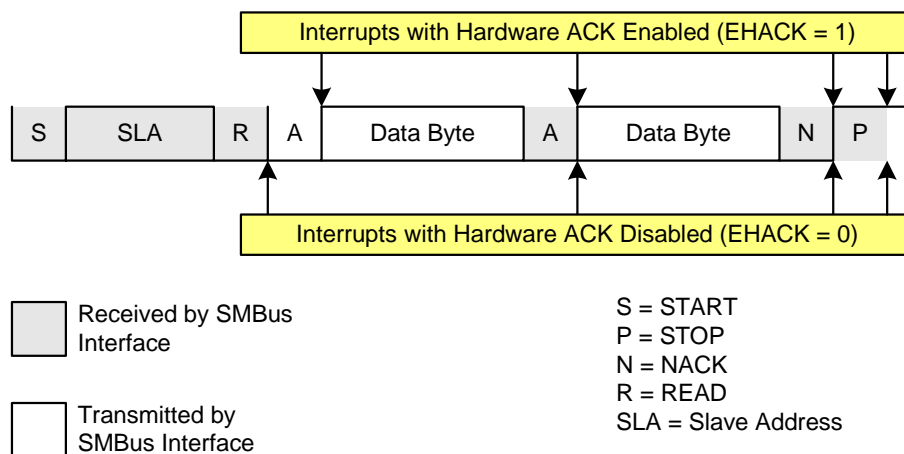 Interrupts with Hardware ACK Enabled (EHACK = 1)
S SLA R A Data Byte A Data Byte N P
Interrupts with Hardware ACK Disabled (EHACK = 0)
Received by SMBus
Interface
Transmitted by
SMBus Interface
S = START
P = STOP
N = NACK
R = READ
SLA = Slave Address